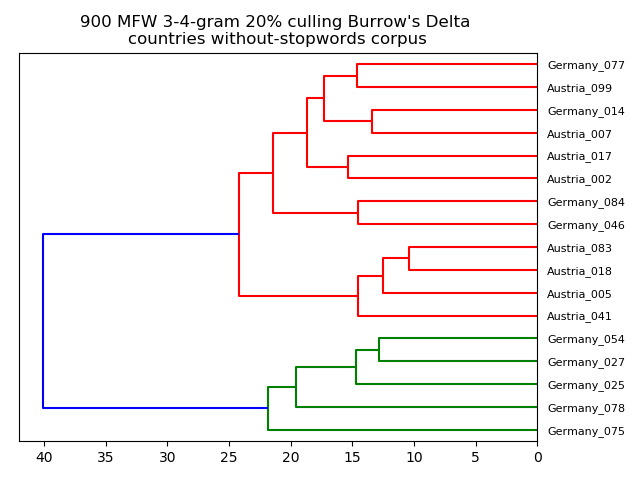 900 MFW 3-4-gram 20% culling Burrow's Delta
countries without-stopwords corpus
Germany_077
Austria_099
Germany_014
Austria_007
Austria_017
Austria_002
Germany_084
Germany_046
Austria_083
Austria_018
Austria_005
Austria_041
Germany_054
Germany_027
Germany_025
Germany_078
Germany_075
40 35 30 25 20 15 10 5 0